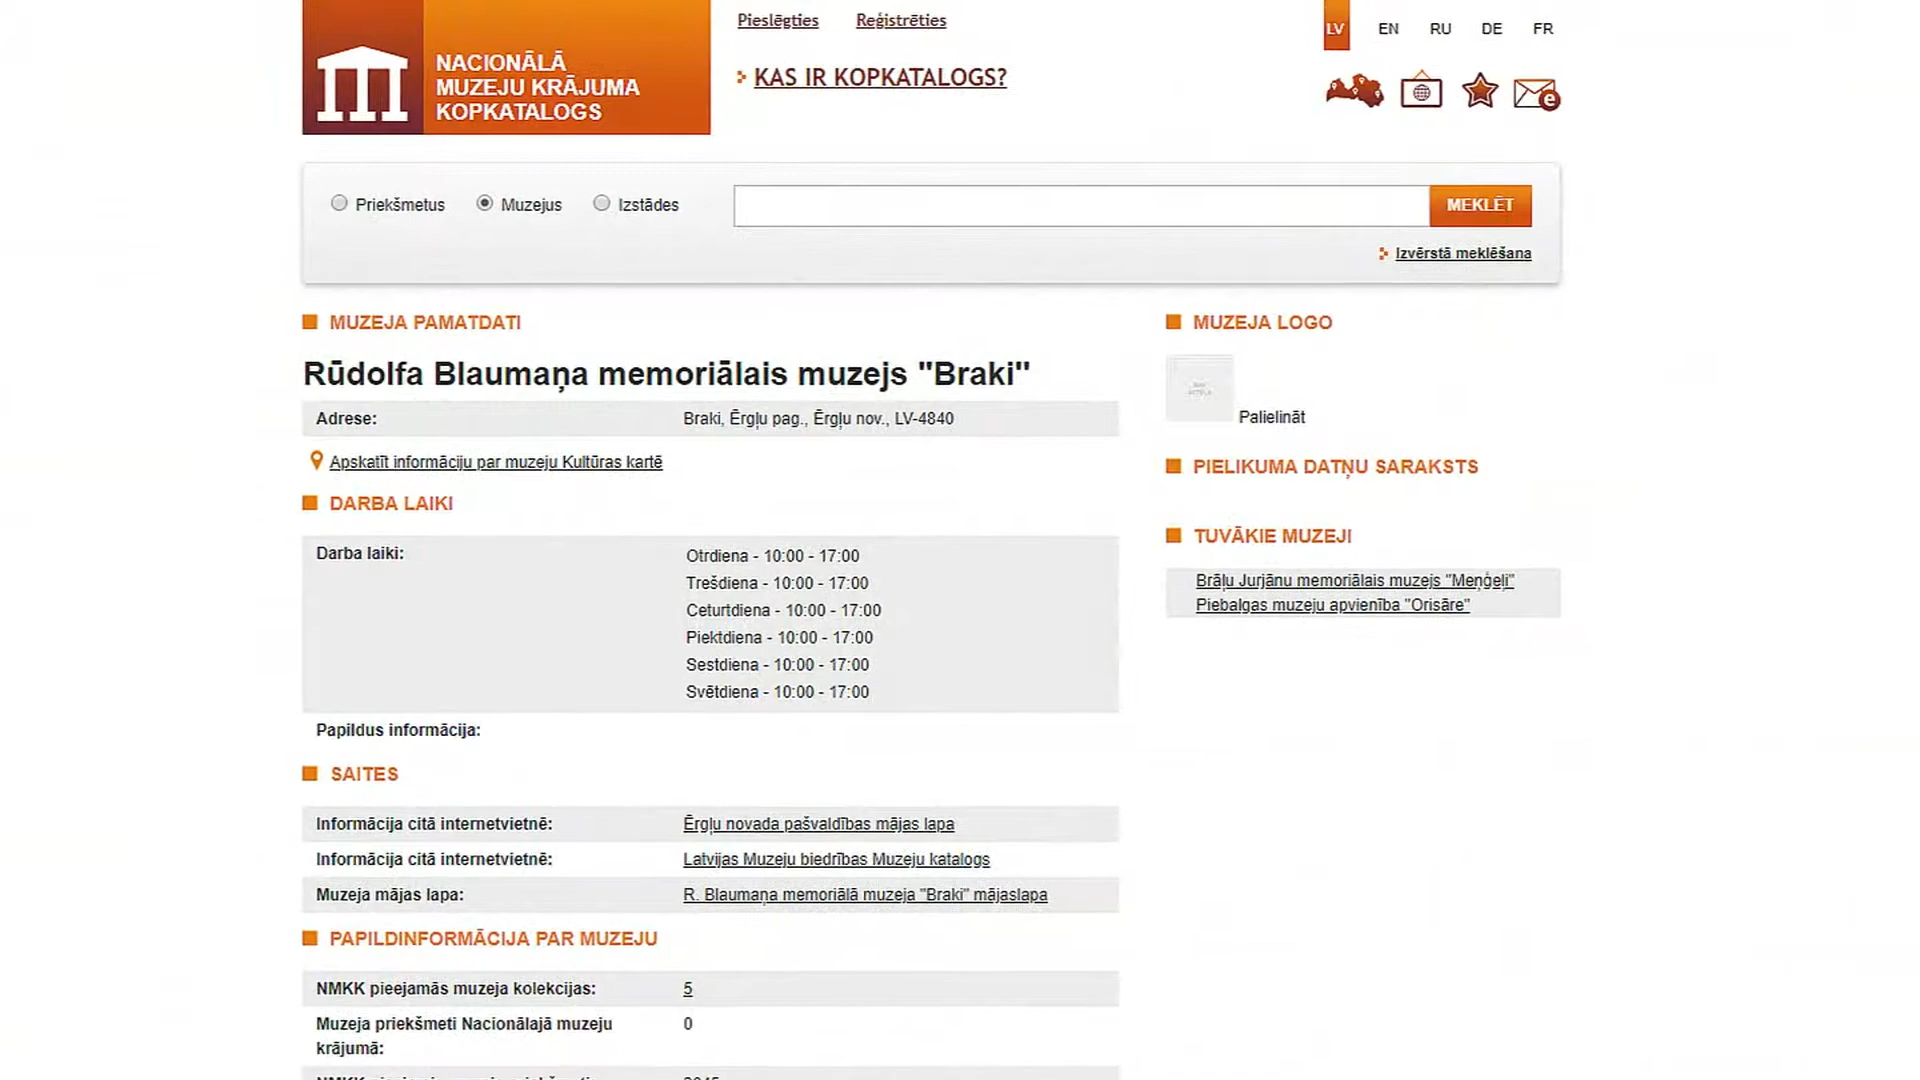 NACIONĀLĀ
MUZEJU KRĀJUMA
KOPKATALOGS
Pieslēgties Reģistrēties
KAS IR KOPKATALOGS?
LV EN RU DE FR
Priekšmetus Muzejus Izstādes
MEKLĒT
Izvērstā meklēšana
MUZEJA PAMATDATI
Rūdolfa Blaumaņa memoriālais muzejs "Braki"
Adrese: Braki, Ērgļu pag., Ērgļu nov., LV-4840
Apskatīt informāciju par muzeju Kultūras kartē
DARBA LAIKI
Darba laiki: Otrdiena - 10:00 - 17:00
Trešdiena - 10:00 - 17:00
Ceturtdiena - 10:00 - 17:00
Piektdiena - 10:00 - 17:00
Sestdiena - 10:00 - 17:00
Svētdiena - 10:00 - 17:00
Papildus informācija:
SAITES
Informācija citā internetvietnē: Ērgļu novada pašvaldības mājas lapa
Informācija citā internetvietnē: Latvijas Muzeju biedrības Muzeju katalogs
Muzeja mājas lapa: R. Blaumaņa memoriālā muzeja "Braki" mājaslapa
PAPILDINFORMĀCIJA PAR MUZEJU
NMKK pieejamās muzeja kolekcijas: 5
Muzeja priekšmeti Nacionālajā muzeju 0
krājumā:
MUZEJA LOGO
Palielināt
PIELIKUMA DATŅU SARAKSTS
TUVĀKIE MUZEJI
Brāļu Jurjānu memoriālais muzejs "Meņģeļi"
Piebalgas muzeju apvienība "Orisāre"